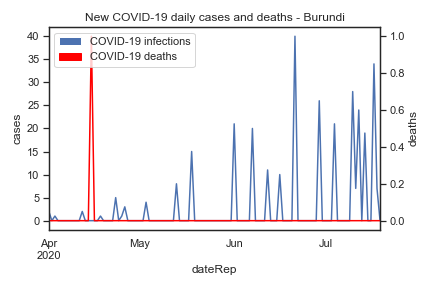 New COVID-19 daily cases and deaths - Burundi
COVID-19 infections
COVID-19 deaths
40
35
30
25
20
15
10
5
0
cases
1.0
0.8
0.6
0.4
0.2
0.0
deaths
Apr
2020
May
Jun
Jul
dateRep